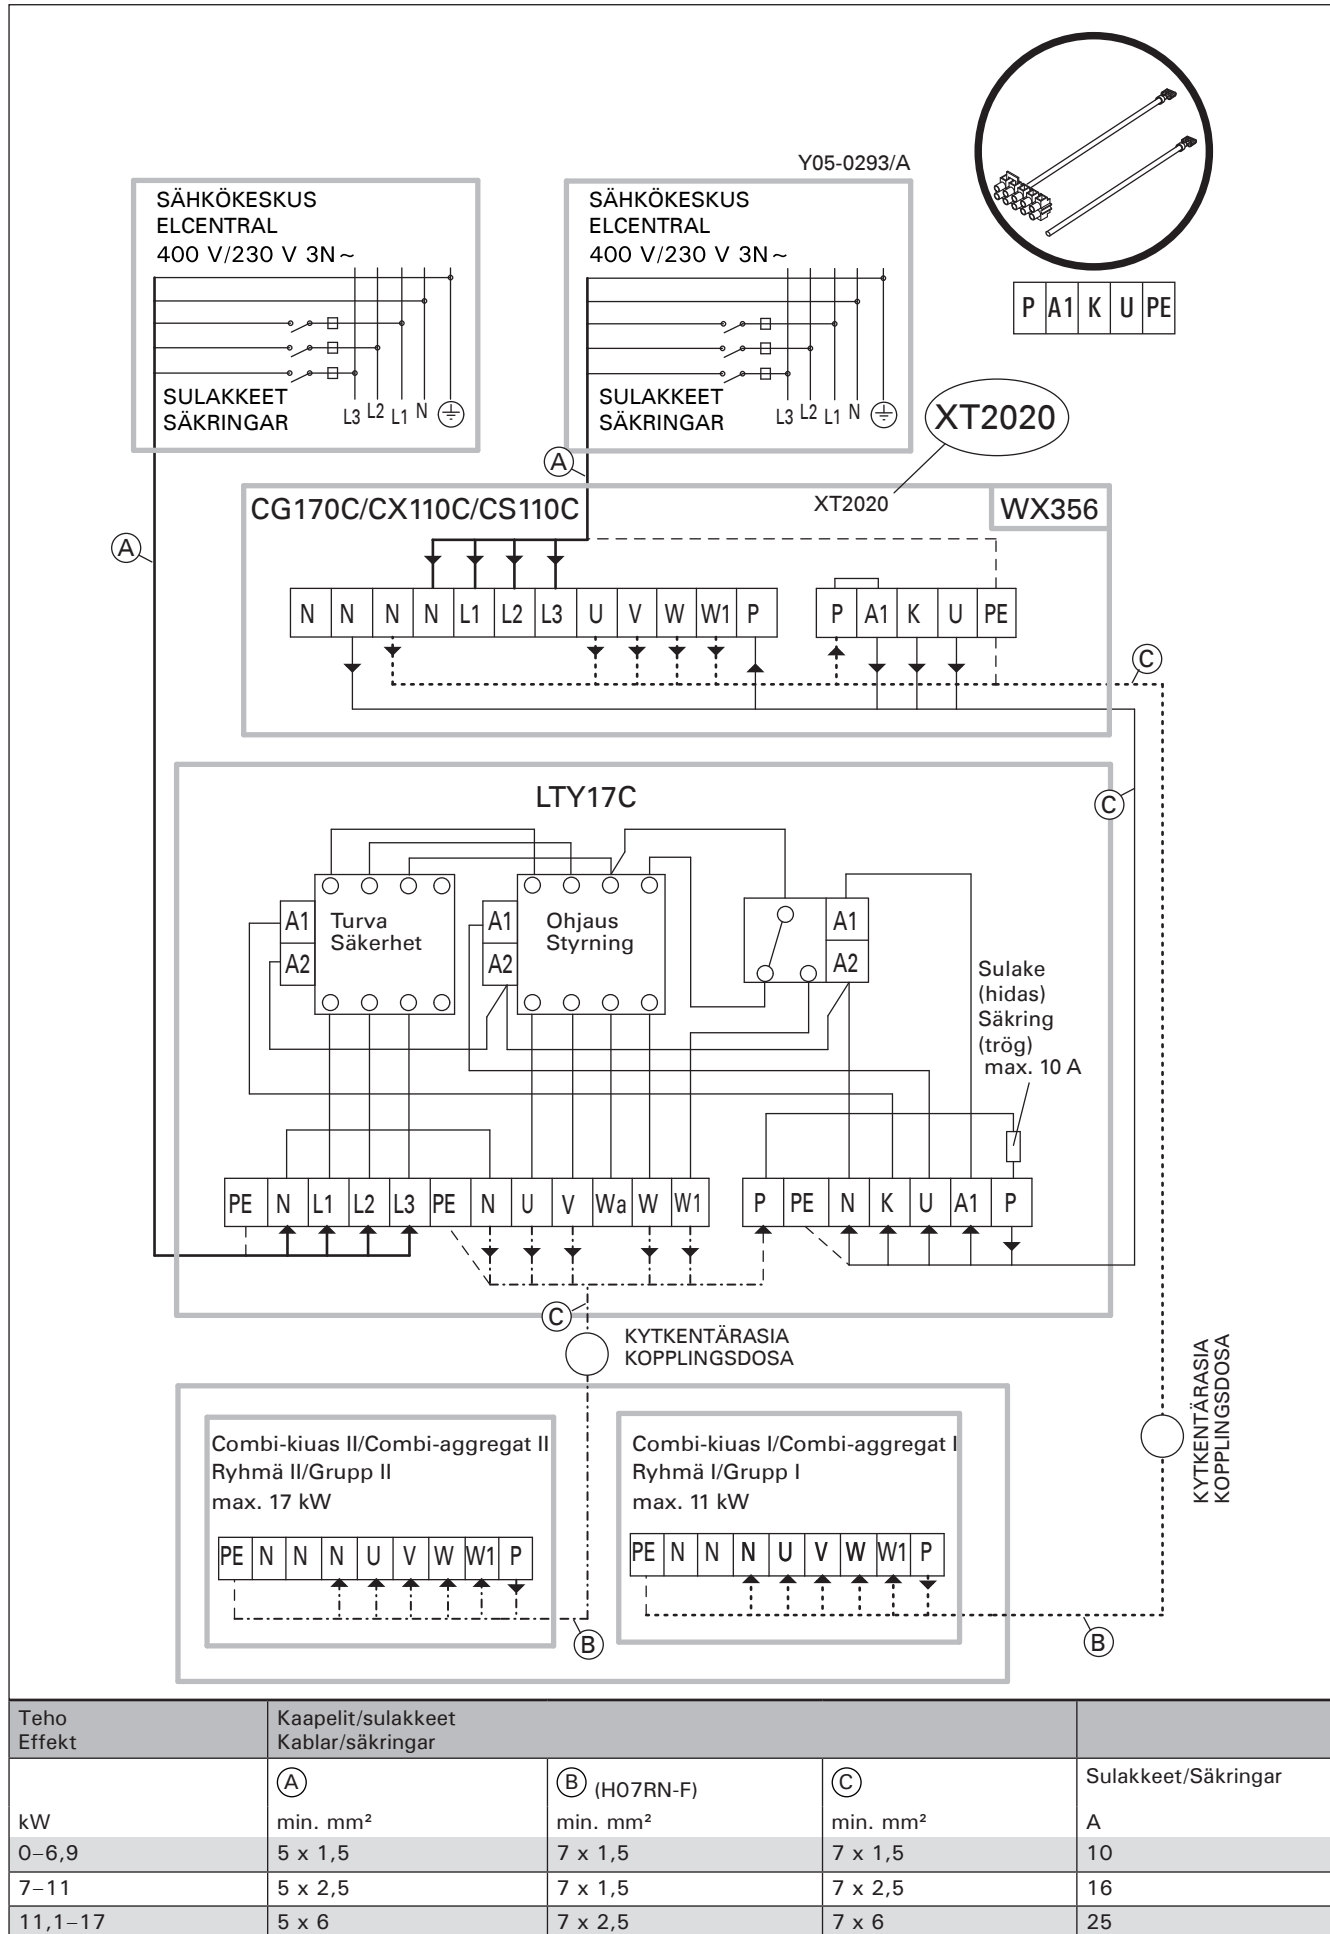 Y05-0293/A
SÄHKÖKESKUS
ELCENTRAL
400 V/230 V 3N~
SULAKKEET
SÄKRINGAR
L3 L2 L1 N
SÄHKÖKESKUS
ELCENTRAL
400 V/230 V 3N~
SULAKKEET
SÄKRINGAR
L3 L2 L1 N
P A1 K U PE
XT2020
A
A
CG170C/CX110C/CS110C
XT2020
WX356
N N N N L1 L2 L3 U V W W1 P
P A1 K U PE
C
LTY17C
C
A1
A2
Turva
Säkerhet
A1
A2
Ohjaus
Styrning
A1
A2
Sulake
(hidas)
Säkring
(trög)
max. 10 A
PE N L1 L2 L3 PE N U V Wa W W1
P PE N K U A1 P
C
KYTKENTÄRASIA
KOPPLINGSDOSA
KYTKENTÄRASIA
KOPPLINGSDOSA
Combi-kiuas II/Combi-aggregat II
Ryhmä II/Grupp II
max. 17 kW
PE N N N U V W W1 P
B
Combi-kiuas I/Combi-aggregat I
Ryhmä I/Grupp I
max. 11 kW
PE N N N U V W W1 P
B
Teho
Effekt
Kaapelit/sulakkeet
Kablar/säkringar
A
B (H07RN-F)
C
Sulakkeet/Säkringar
kW min. mm² min. mm² min. mm² A
0–6,9 5 x 1,5 7 x 1,5 7 x 1,5 10
7–11 5 x 2,5 7 x 1,5 7 x 2,5 16
11,1–17 5 x 6 7 x 2,5 7 x 6 25